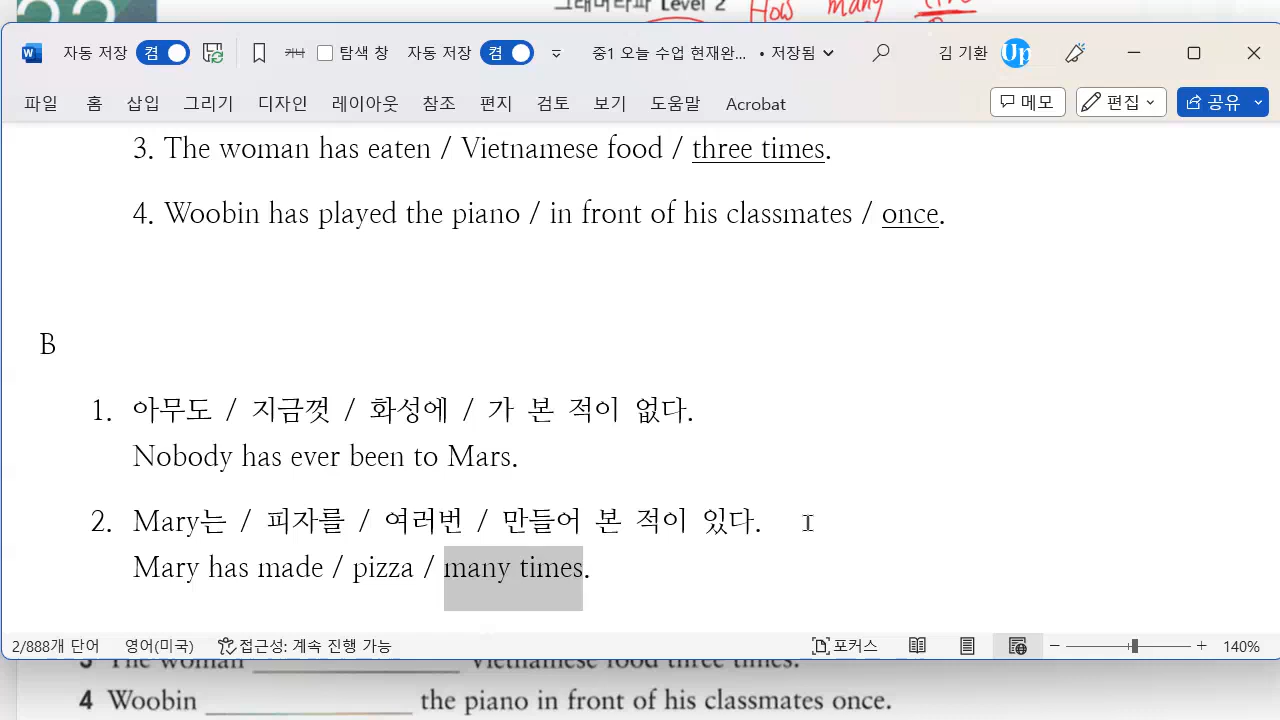 그래머타파 Level 2 How many
자동 저장 켬 탐색 창 자동 저장 켬 중1 오늘 수업 현재완... • 저장됨 김 기환 Up
파일 홈 삽입 그리기 디자인 레이아웃 참조 편지 검토 보기 도움말 Acrobat 메모 편집 공유
3. The woman has eaten / Vietnamese food / three times.
4. Woobin has played the piano / in front of his classmates / once.
B
1. 아무도 / 지금껏 / 화성에 / 가 본 적이 없다.
Nobody has ever been to Mars.
2. Mary는 / 피자를 / 여러번 / 만들어 본 적이 있다.
Mary has made / pizza / many times.
2/888개 단어 영어(미국) 접근성: 계속 진행 가능 포커스 140%
3 The woman Vietnamese food three times.
4 Woobin the piano in front of his classmates once.